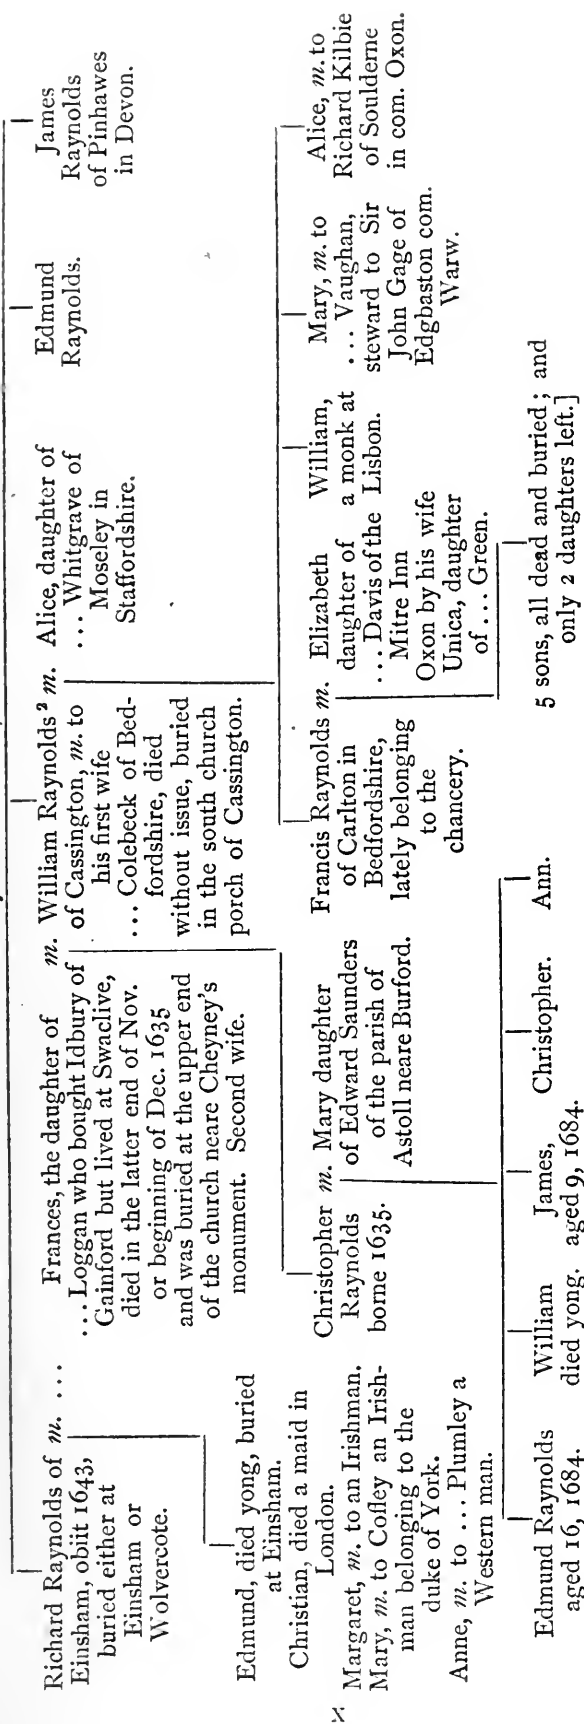 Richard Raynolds of m. ...
Einsham, obiit 1643,
buried either at
Einsham or
Wolvercote.
Frances, the daughter of m.
... Loggan who bought Idbury of
Gainford but lived at Swaclive,
died in the latter end of Nov.
or beginning of Dec. 1635
and was buried at the upper end
of the church neare Cheyney's
monument. Second wife.
William Raynolds² m.
of Cassington, m. to
his first wife
... Colebeck of Bed-
fordshire, died
without issue, buried
in the south church
porch of Cassington.
Alice, daughter of
... Whitgrave of
Moseley in
Staffordshire.
Edmund
Raynolds.
James
Raynolds
of Pinhawes
in Devon.
Edmund, died yong, buried
at Einsham.
Christian, died a maid in
London.
Margaret, m. to an Irishman.
Mary, m. to Colley an Irish-
man belonging to the
duke of York.
Anne, m. to ... Plumley a
Western man.
Christopher m.
Raynolds
borne 1635.
Mary daughter
of Edward Saunders
of the parish of
Astoll neare Burford.
Francis Raynolds m.
of Carlton in
Bedfordshire,
lately belonging
to the
chancery.
Elizabeth
daughter of
... Davis of the
Mitre Inn
Oxon by his wife
Unica, daughter
of ... Green.
William,
a monk at
Lisbon.
Mary, m. to
... Vaughan,
steward to Sir
John Gage of
Edgbaston com.
Warw.
Alice, m. to
Richard Kilbie
of Soulderne
in com. Oxon.
Edmund Raynolds
aged 16, 1684.
William
died yong.
James,
aged 9, 1684.
Christopher.
Ann.
5 sons, all dead and buried; and
only 2 daughters left.]
X